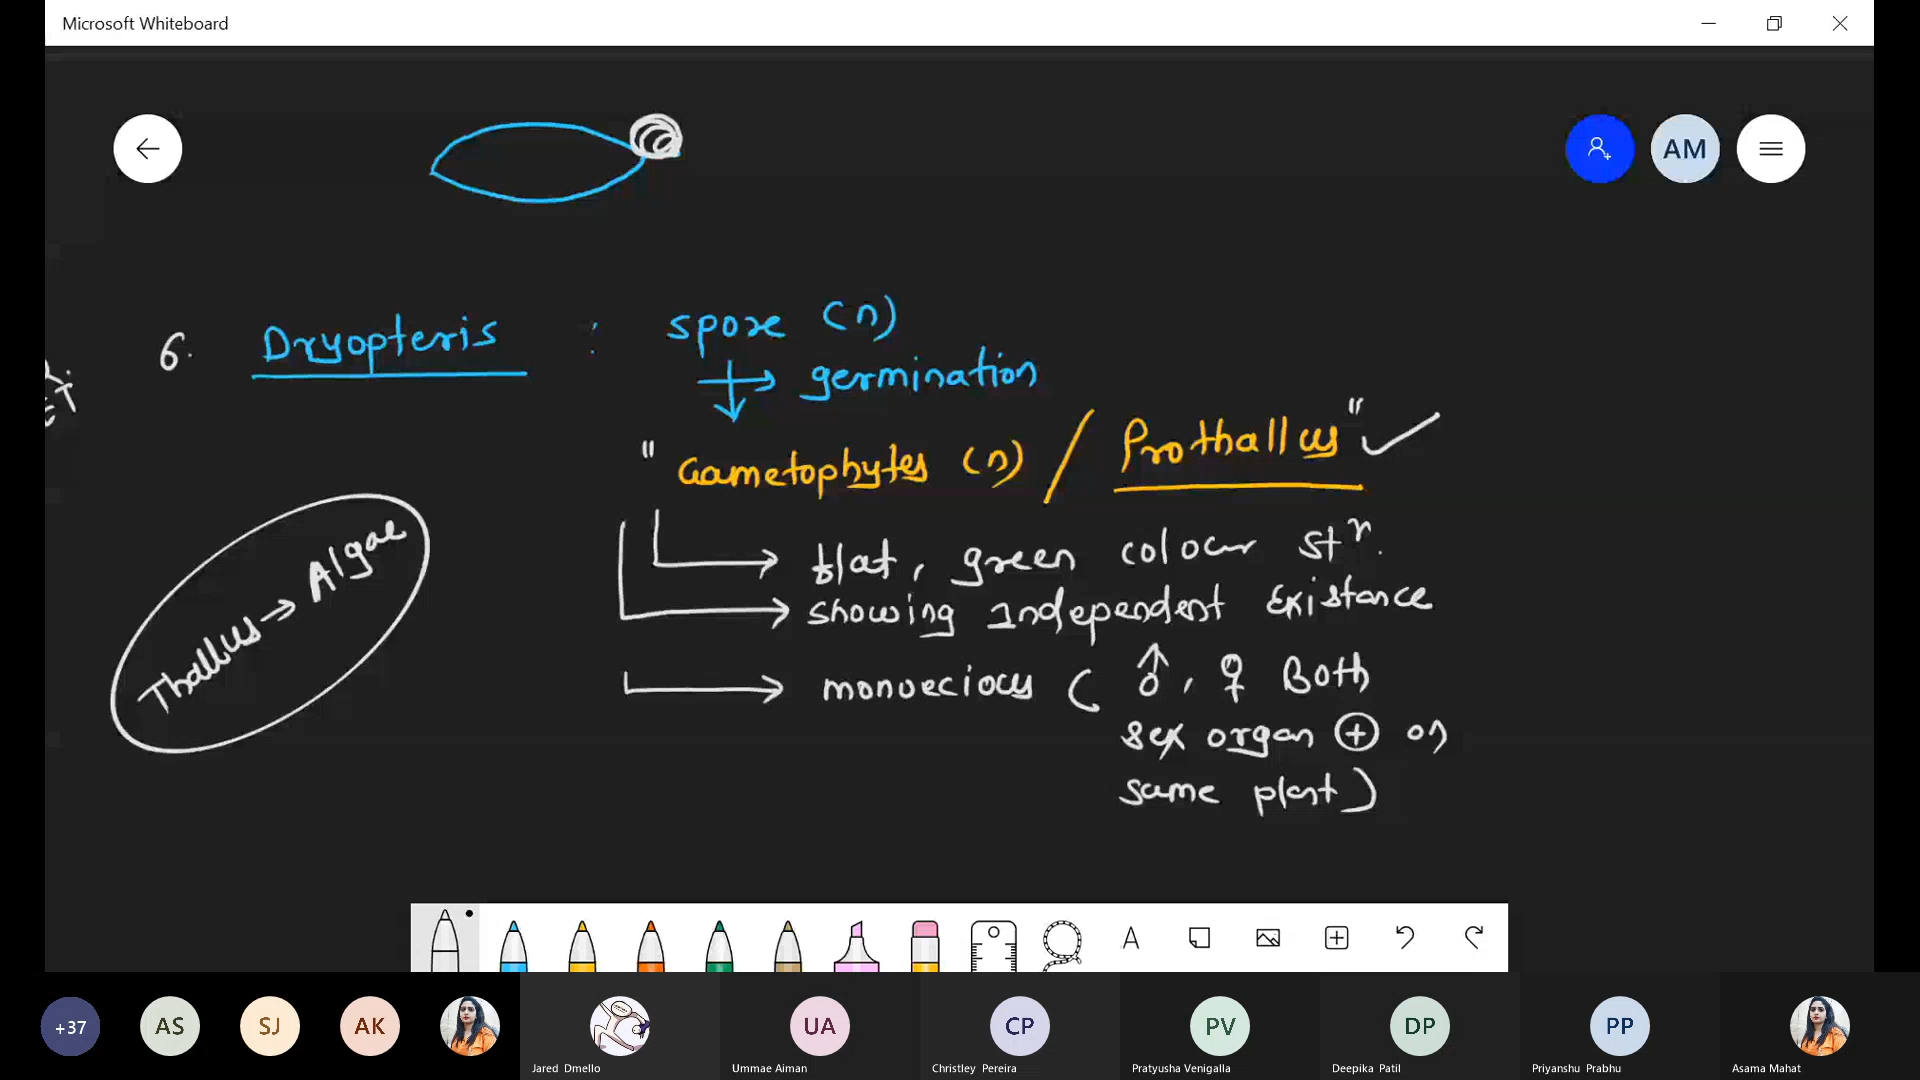 Microsoft Whiteboard
AM
6. Dryopteris : spore (n)
→ germination
" Gametophytes (n) / Prothallus "
→ flat, green colour str.
→ showing Independent Existance
→ monoecious ( ♂, ♀ Both
sex organ ⊕ on
same plant )
Thallus → Algae
A
+37
AS
SJ
AK
UA
CP
PV
DP
PP
Jared Dmello
Ummae Aiman
Christley Pereira
Pratyusha Venigalla
Deepika Patil
Priyanshu Prabhu
Asama Mahat